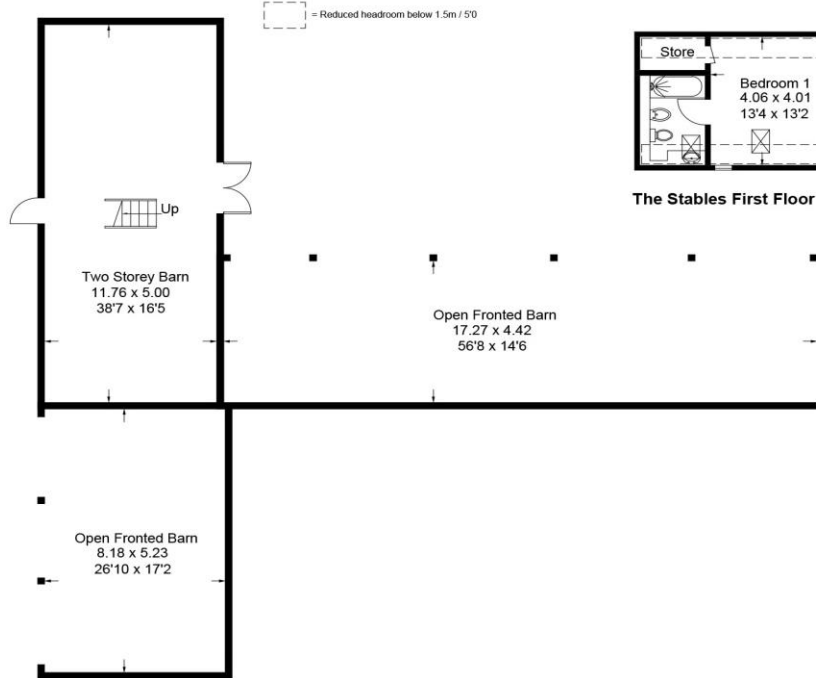 = Reduced headroom below 1.5m / 5'0
Store
Bedroom 1
4.06 x 4.01
13'4 x 13'2
The Stables First Floor
Up
Two Storey Barn
11.76 x 5.00
38'7 x 16'5
Open Fronted Barn
17.27 x 4.42
56'8 x 14'6
Open Fronted Barn
8.18 x 5.23
26'10 x 17'2